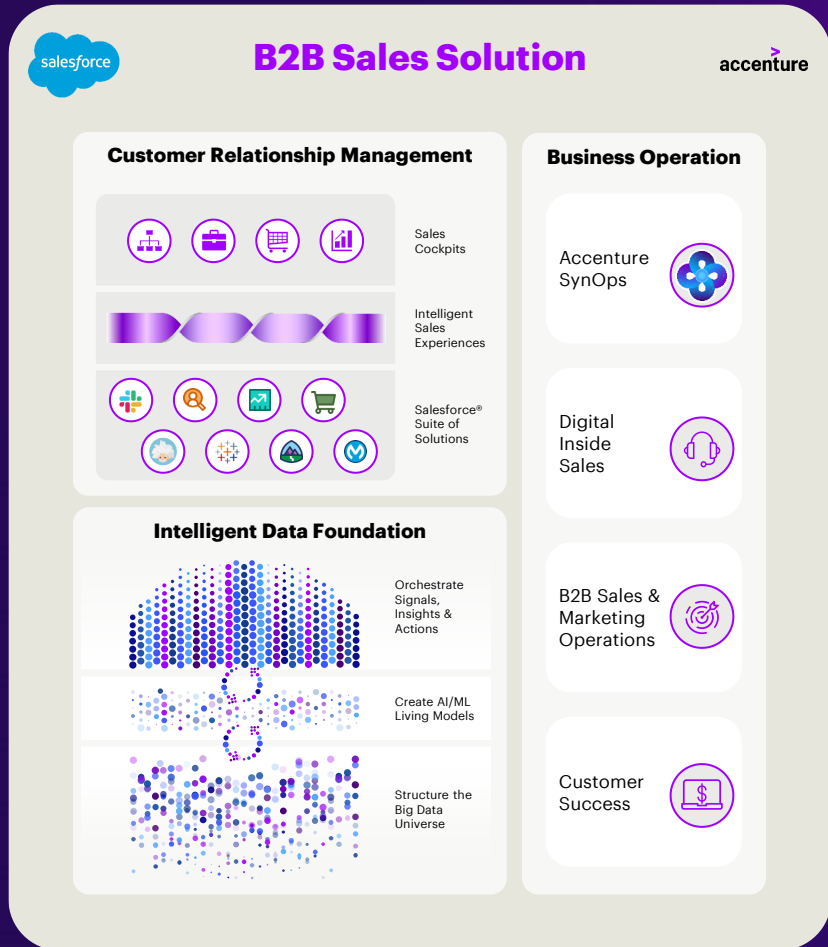 salesforce
B2B Sales Solution
accenture
Customer Relationship Management
Sales
Cockpits
Intelligent
Sales
Experiences
Salesforce®
Suite of
Solutions
Intelligent Data Foundation
Orchestrate
Signals,
Insights &
Actions
Create AI/ML
Living Models
Structure the
Big Data
Universe
Business Operation
Accenture
SynOps
Digital
Inside
Sales
B2B Sales &
Marketing
Operations
Customer
Success